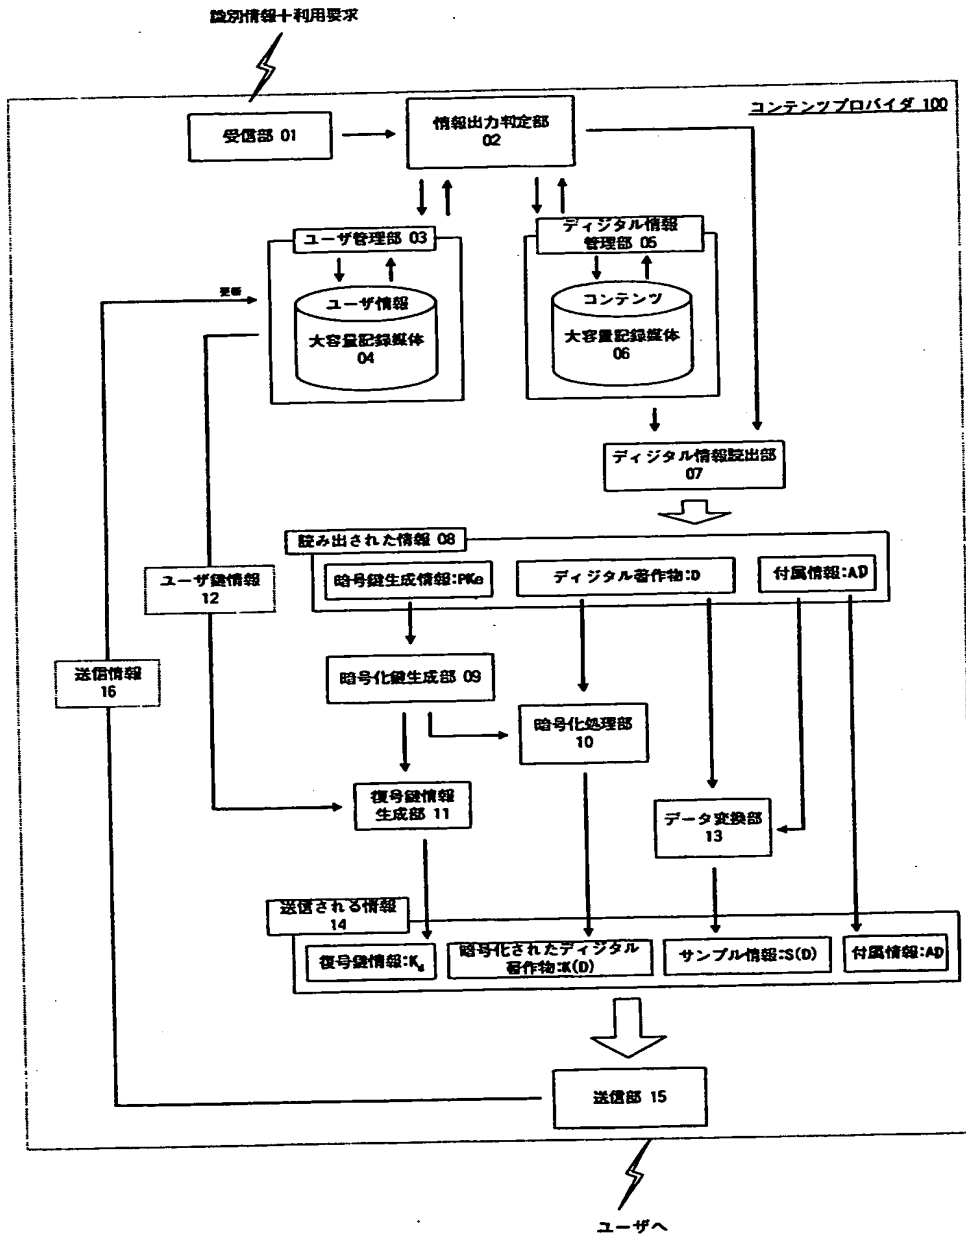 識別情報+利用要求
コンテンツプロバイダ 100
受信部 01
情報出力判定部
02
ユーザ管理部 03
ディジタル情報
管理部 05
更新
ユーザ情報
大容量記録媒体
04
コンテンツ
大容量記録媒体
06
ディジタル情報読出部
07
読み出された情報 08
暗号鍵生成情報:PKe
ディジタル著作物:D
付属情報:AD
ユーザ鍵情報
12
送信情報
16
暗号化鍵生成部 09
暗号化処理部
10
復号鍵情報
生成部 11
データ変換部
13
送信される情報
14
復号鍵情報:Kd
暗号化されたディジタル
著作物:K(D)
サンプル情報:S(D)
付属情報:AD
送信部 15
ユーザへ